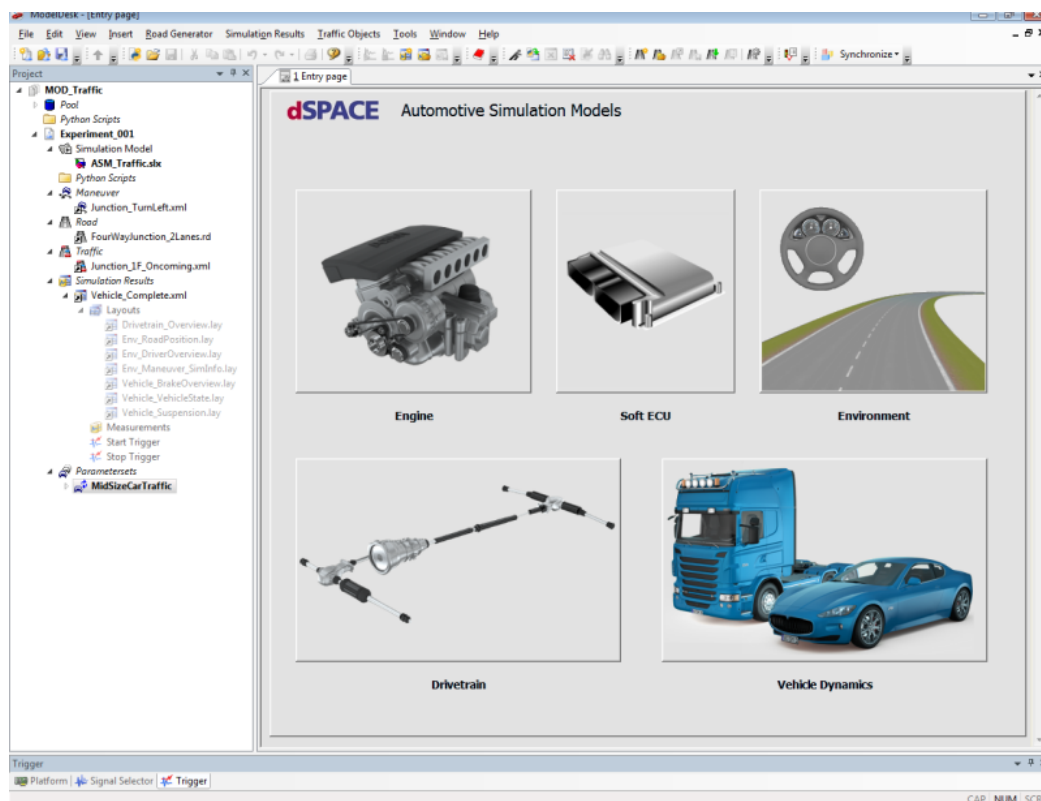 ModelDesk - [Entry page]
File Edit View Insert Road Generator Simulation Results Traffic Objects Tools Window Help
Synchronize
Project
1 Entry page
MOD_Traffic
Pool
Python Scripts
Experiment_001
Simulation Model
ASM_Traffic.slx
Python Scripts
Maneuver
Junction_TurnLeft.xml
Road
FourWayJunction_2Lanes.rd
Traffic
Junction_1F_Oncoming.xml
Simulation Results
Vehicle_Complete.xml
Layouts
Drivetrain_Overview.lay
Env_RoadPosition.lay
Env_DriverOverview.lay
Env_Maneuver_SimInfo.lay
Vehicle_BrakeOverview.lay
Vehicle_VehicleState.lay
Vehicle_Suspension.lay
Measurements
Start Trigger
Stop Trigger
Parametersets
MidSizeCarTraffic
dSPACE Automotive Simulation Models
Engine Soft ECU Environment
Drivetrain Vehicle Dynamics
Trigger
Platform Signal Selector Trigger
CAP NUM